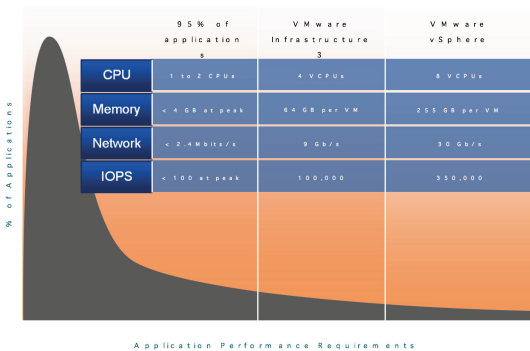 95% of
application
s
VMware
Infrastructure
3
VMware
vSphere
CPU
1 to 2 CPUs
4 VCPUs
8 VCPUs
Memory
< 4 GB at peak
64 GB per VM
255 GB per VM
Network
< 2.4Mbits/s
9 Gb/s
30 Gb/s
IOPS
< 100 at peak
100,000
350,000
% of Applications
Application Performance Requirements